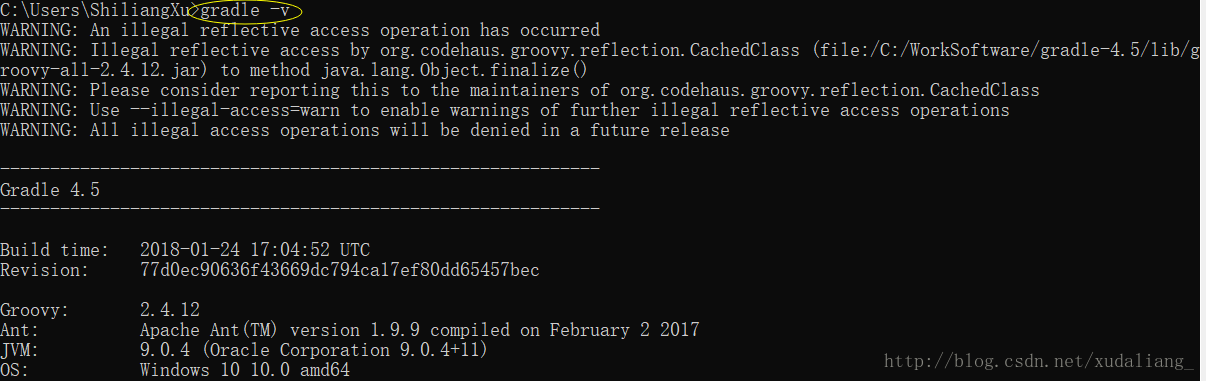 C:\Users\ShiliangXu>gradle -v
WARNING: An illegal reflective access operation has occurred
WARNING: Illegal reflective access by org.codehaus.groovy.reflection.CachedClass (file:/C:/WorkSoftware/gradle-4.5/lib/g
roovy-all-2.4.12.jar) to method java.lang.Object.finalize()
WARNING: Please consider reporting this to the maintainers of org.codehaus.groovy.reflection.CachedClass
WARNING: Use --illegal-access=warn to enable warnings of further illegal reflective access operations
WARNING: All illegal access operations will be denied in a future release
------------------------------------------------------------
Gradle 4.5
------------------------------------------------------------
Build time:   2018-01-24 17:04:52 UTC
Revision:     77d0ec90636f43669dc794ca17ef80dd65457bec
Groovy:       2.4.12
Ant:          Apache Ant(TM) version 1.9.9 compiled on February 2 2017
JVM:          9.0.4 (Oracle Corporation 9.0.4+11)
OS:           Windows 10 10.0 amd64
http://blog.csdn.net/xudaliang_